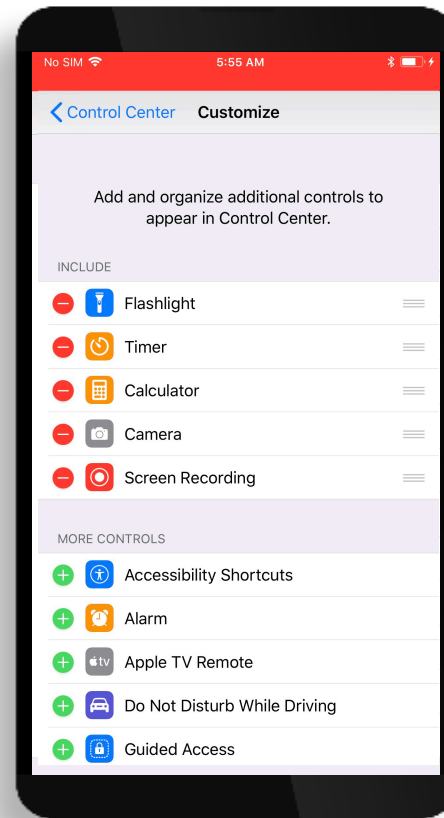 No SIM 5:55 AM
Control Center Customize
Add and organize additional controls to
appear in Control Center.
INCLUDE
Flashlight
Timer
Calculator
Camera
Screen Recording
MORE CONTROLS
Accessibility Shortcuts
Alarm
tv Apple TV Remote
Do Not Disturb While Driving
Guided Access